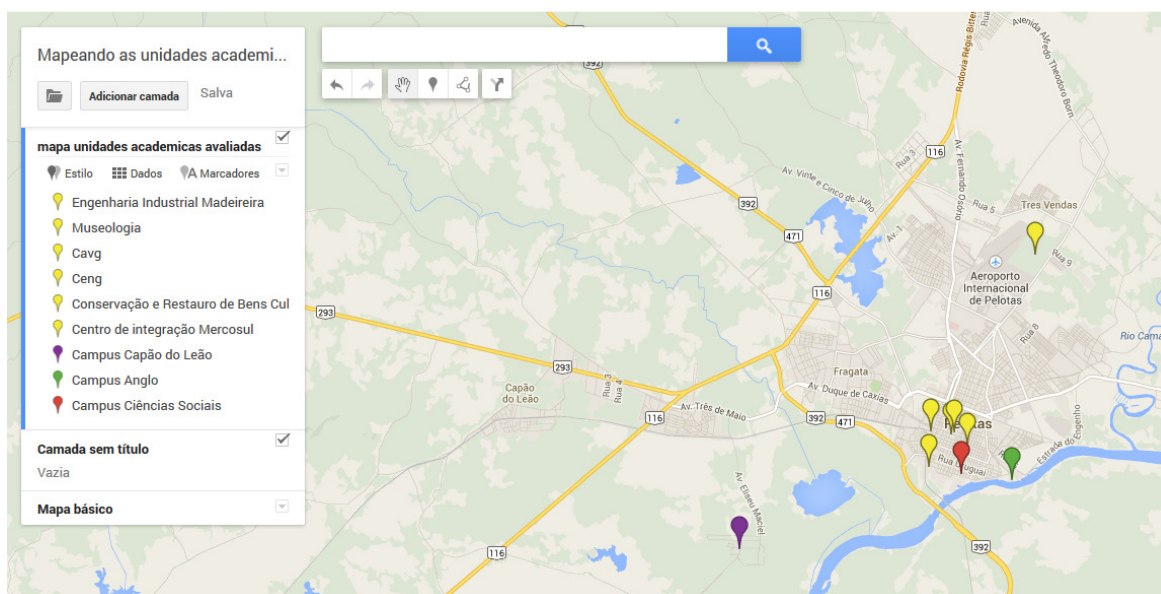 Mapeando as unidades academi...
Adicionar camada
Salva
mapa unidades academicas avaliadas
Estilo
Dados
A Marcadores
Engenharia Industrial Madeireira
Museologia
Cavg
Ceng
Conservação e Restauro de Bens Cul
Centro de integração Mercosul
Campus Capão do Leão
Campus Anglo
Campus Ciências Sociais
Camada sem título
Vazia
Mapa básico
392
Rodovia Régis Bitten
Avenida Alfredo Theodoro Born
116
Rua 3
Av. Fernando Osório
Av. Vinte e Cinco de Julho
392
Rua 5
Tres Vendas
471
Av. 1
Rua 9
Aeroporto
Internacional
de Pelotas
116
293
Rua 8
Rio Cama
293
Rua 3
Rua 4
Fragata
Capão
do Leão
Av. Duque de Caxias
116
Av. Três de Maio
392
471
Estrada do Engenho
Rua Uruguai
Av. Eliseu Maciel
116
392